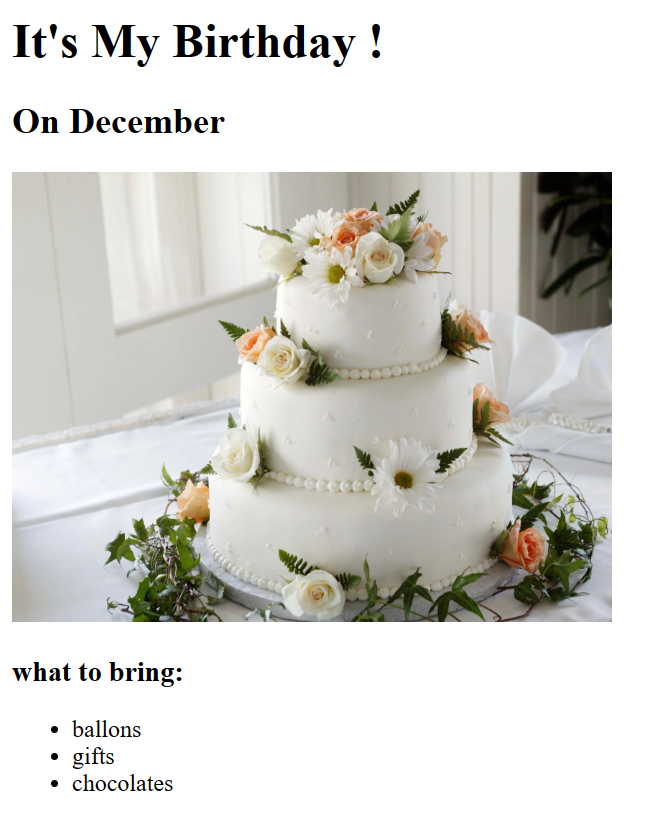 It's My Birthday !
On December
what to bring:
ballons
gifts
chocolates